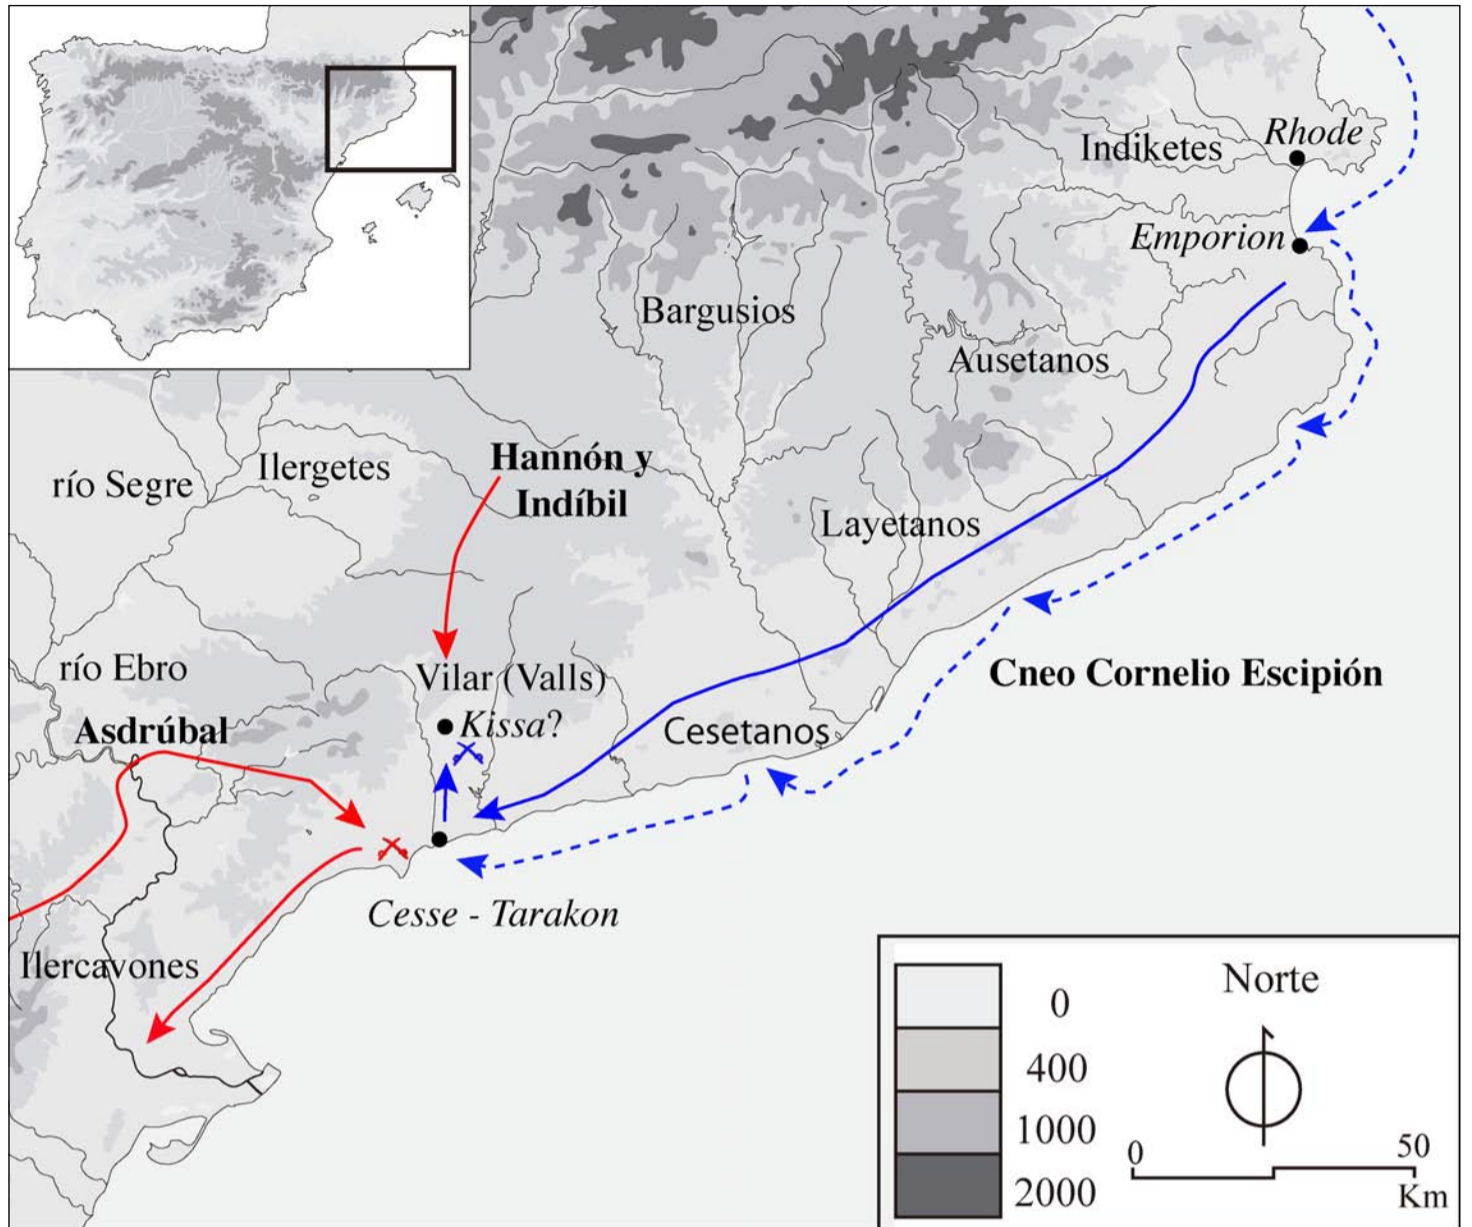 Indiketes
Rhode
Emporion
Bargusios
Ausetanos
Hannón y
Indíbil
Ilergetes
río Segre
Layetanos
río Ebro
Vilar (Valls)
Cneo Cornelio Escipión
Asdrúbal
Kissa?
Cesetanos
Cesse - Tarakon
Ilercavones
0
400
1000
2000
Norte
0
50
Km